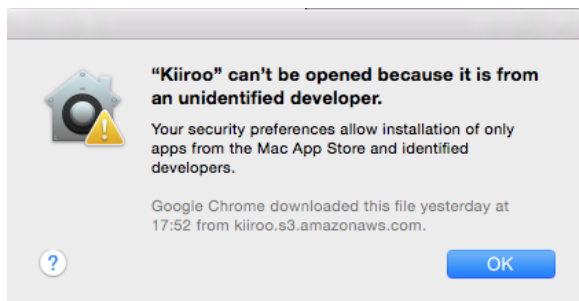 “Kiiroo” can’t be opened because it is from
an unidentified developer.
Your security preferences allow installation of only
apps from the Mac App Store and identified
developers.
Google Chrome downloaded this file yesterday at
17:52 from kiiroo.s3.amazonaws.com.
?
OK